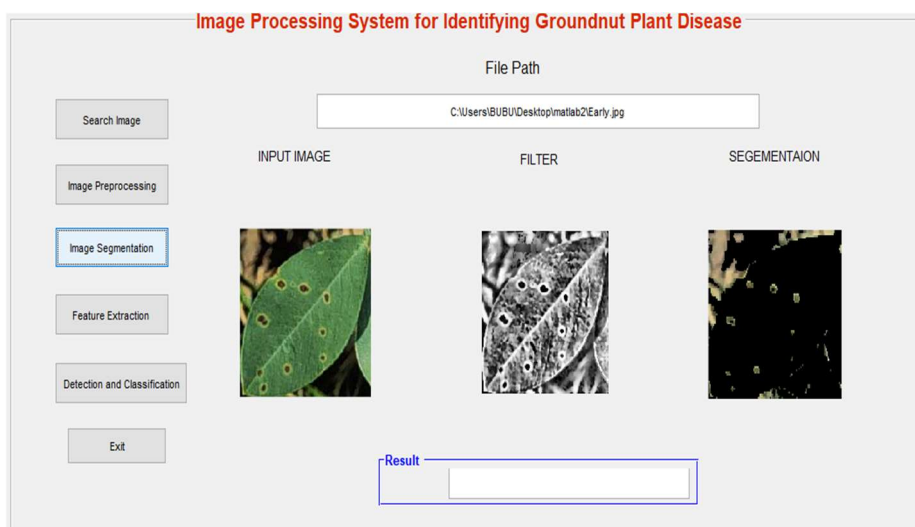 Image Processing System for Identifying Groundnut Plant Disease
File Path
C:\Users\BUBU\Desktop\matlab2\Early.jpg
Search Image
INPUT IMAGE
FILTER
SEGEMENTAION
Image Preprocessing
Image Segmentation
Feature Extraction
Detection and Classification
Exit
Result